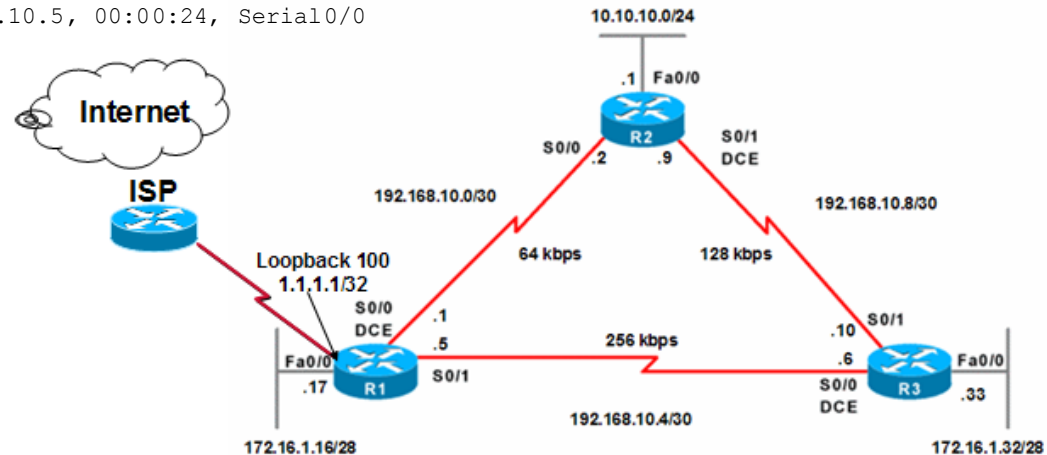 .10.5, 00:00:24, Serial0/0
10.10.10.0/24
.1 Fa0/0
Internet
R2
S0/0
.2
.9
S0/1
DCE
ISP
192.168.10.0/30
192.168.10.8/30
64 kbps
128 kbps
Loopback 100
1.1.1.1/32
S0/0
DCE
.1
.5
256 kbps
.10
S0/1
.6
Fa0/0
.17
R1
S0/1
S0/0
DCE
R3
Fa0/0
.33
192.168.10.4/30
172.16.1.16/28
172.16.1.32/28